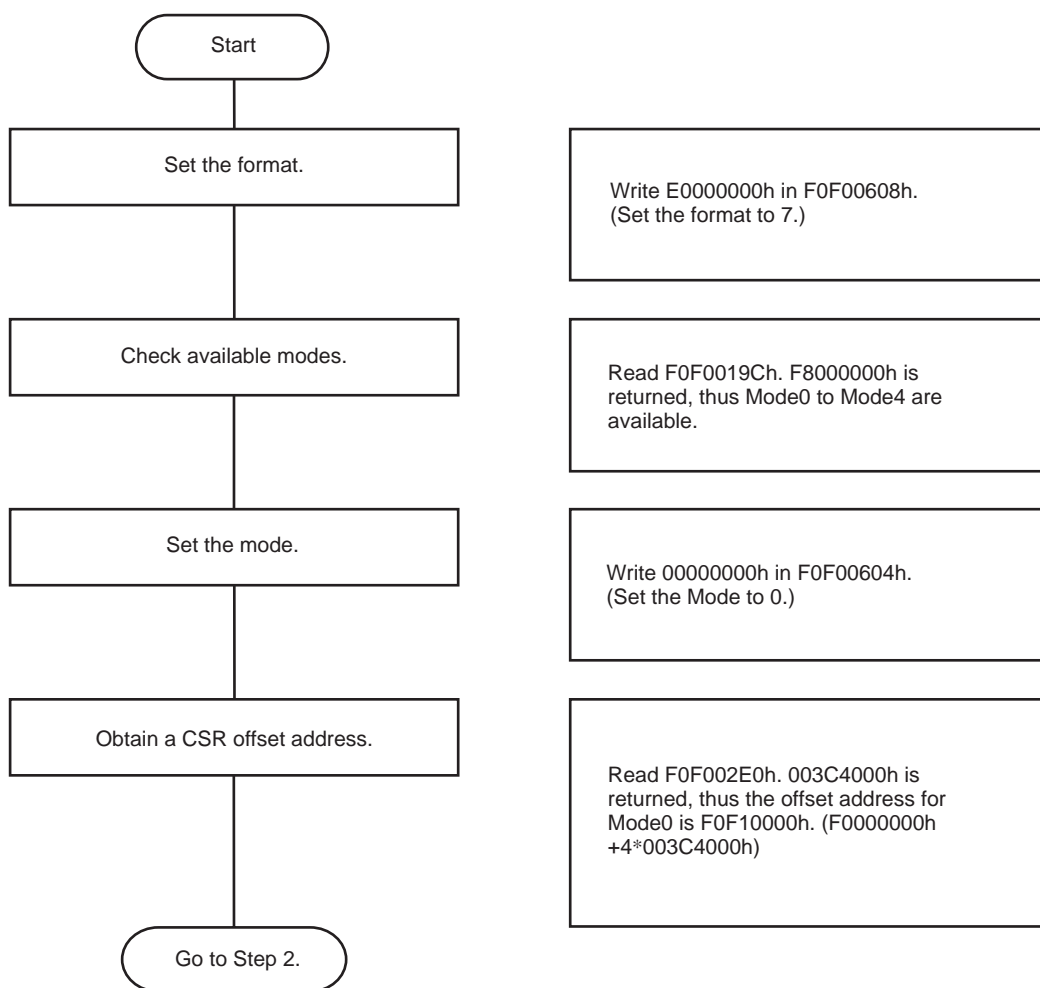 Start
Set the format.
Write E0000000h in F0F00608h.
(Set the format to 7.)
Check available modes.
Read F0F0019Ch. F8000000h is
returned, thus Mode0 to Mode4 are
available.
Set the mode.
Write 00000000h in F0F00604h.
(Set the Mode to 0.)
Obtain a CSR offset address.
Read F0F002E0h. 003C4000h is
returned, thus the offset address for
Mode0 is F0F10000h. (F0000000h
+4*003C4000h)
Go to Step 2.